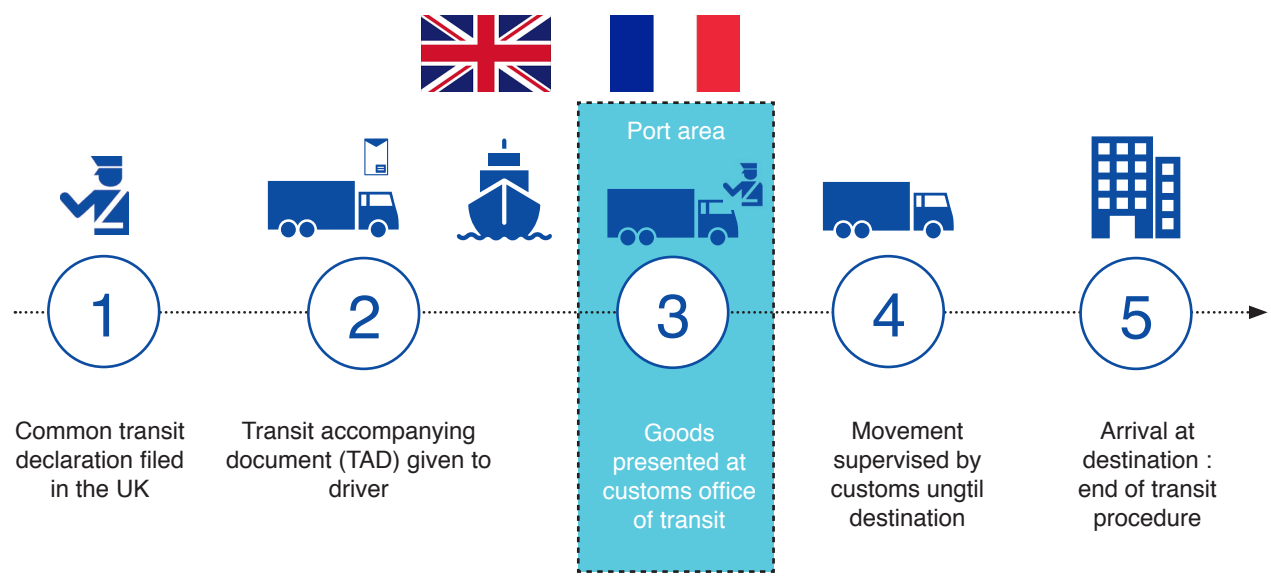 Port area
1
2
3
4
5
Common transit
declaration filed
in the UK
Transit accompanying
document (TAD) given to
driver
Goods
presented at
customs office
of transit
Movement
supervised by
customs ungtil
destination
Arrival at
destination :
end of transit
procedure